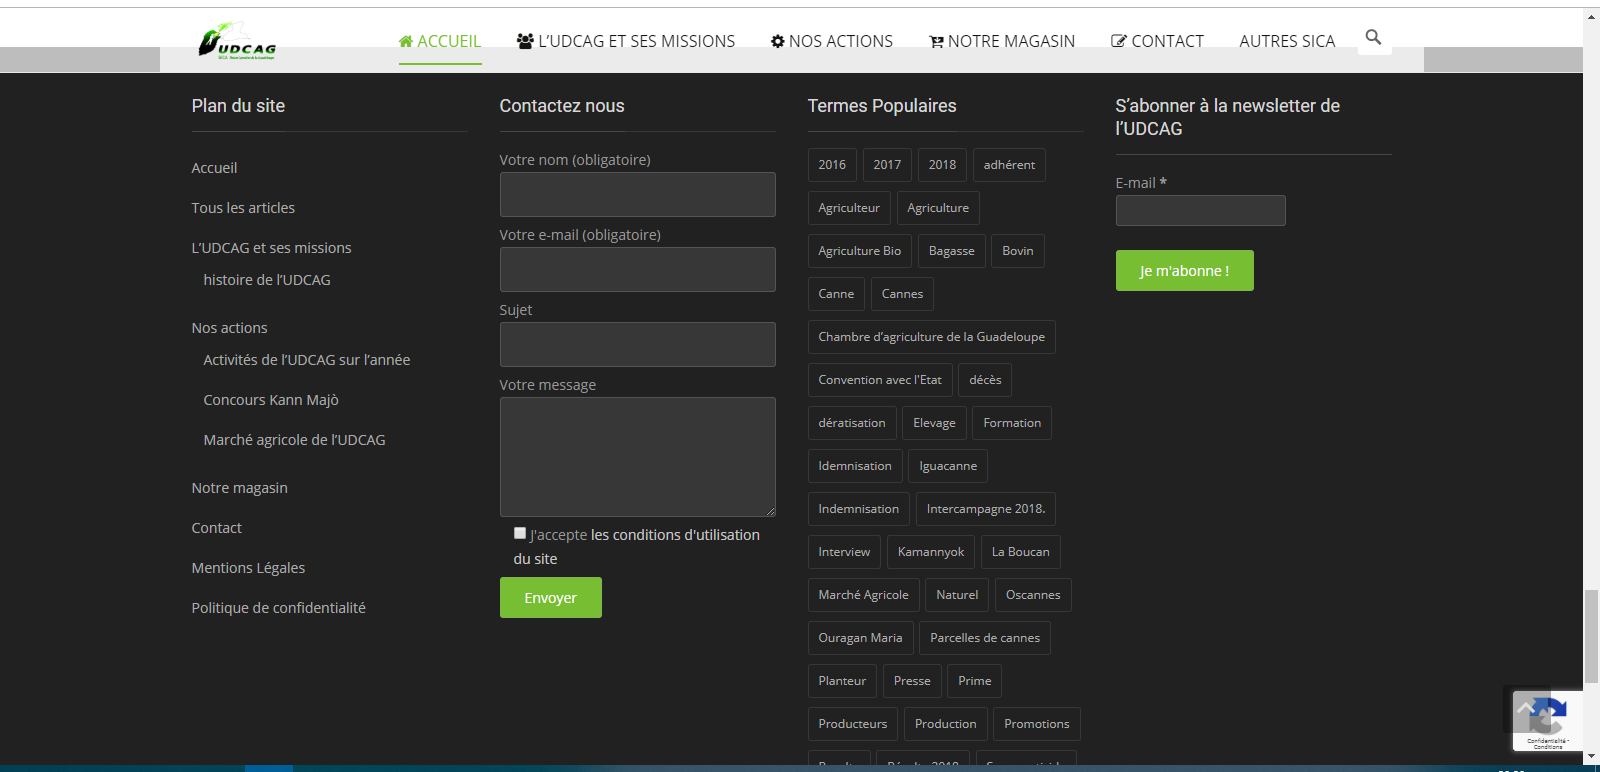 UDCAG
ACCUEIL
L’UDCAG ET SES MISSIONS
NOS ACTIONS
NOTRE MAGASIN
CONTACT
AUTRES SICA
Plan du site
Accueil
Tous les articles
L’UDCAG et ses missions
histoire de l’UDCAG
Nos actions
Activités de l’UDCAG sur l’année
Concours Kann Majò
Marché agricole de l’UDCAG
Notre magasin
Contact
Mentions Légales
Politique de confidentialité
Contactez nous
Votre nom (obligatoire)
Votre e-mail (obligatoire)
Sujet
Votre message
J'accepte les conditions d'utilisation
du site
Envoyer
Termes Populaires
2016 2017 2018 adhérent
Agriculteur Agriculture
Agriculture Bio Bagasse Bovin
Canne Cannes
Chambre d’agriculture de la Guadeloupe
Convention avec l'Etat décès
dératisation Elevage Formation
Idemnisation Iguacanne
Indemnisation Intercampagne 2018.
Interview Kamannyok La Boucan
Marché Agricole Naturel Oscannes
Ouragan Maria Parcelles de cannes
Planteur Presse Prime
Producteurs Production Promotions
S’abonner à la newsletter de
l’UDCAG
E-mail *
Je m'abonne !
Confidentialité -
Conditions